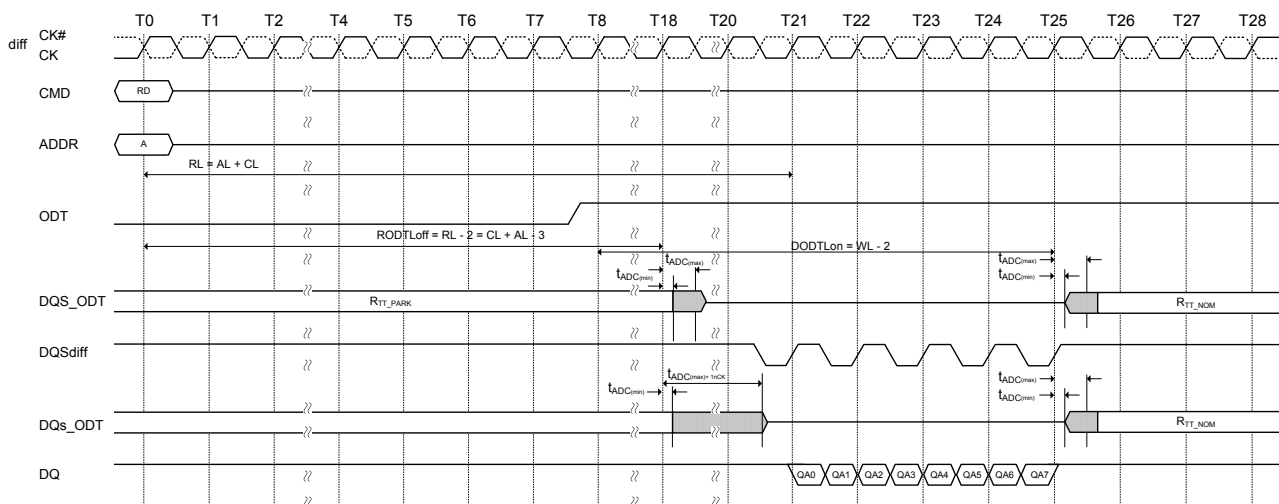 T0 T1 T2 T4 T5 T6 T7 T8 T18 T20 T21 T22 T23 T24 T25 T26 T27 T28
diff
CK#
CK
CMD RD
ADDR A
RL = AL + CL
ODT
RODTLoff = RL - 2 = CL + AL - 3
DODTLon = WL - 2
tADC(max) tADC(max)
tADC(min) tADC(min)
DQS_ODT RTT_PARK RTT_NOM
DQSdiff
tADC(max)+ 1nCK tADC(max)
tADC(min) tADC(min)
DQs_ODT RTT_NOM
DQ QA0 QA1 QA2 QA3 QA4 QA5 QA6 QA7